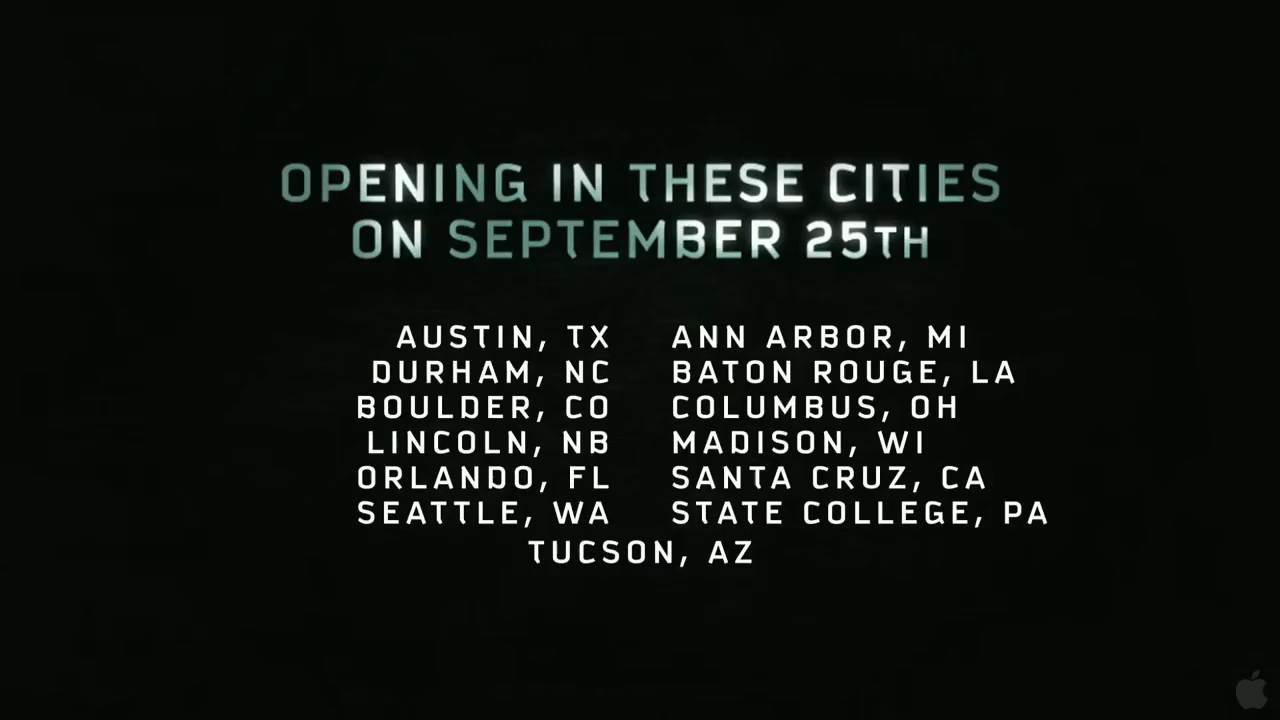 OPENING IN THESE CITIES
ON SEPTEMBER 25TH
AUSTIN, TX
DURHAM, NC
BOULDER, CO
LINCOLN, NB
ORLANDO, FL
SEATTLE, WA
ANN ARBOR, MI
BATON ROUGE, LA
COLUMBUS, OH
MADISON, WI
SANTA CRUZ, CA
STATE COLLEGE, PA
TUCSON, AZ